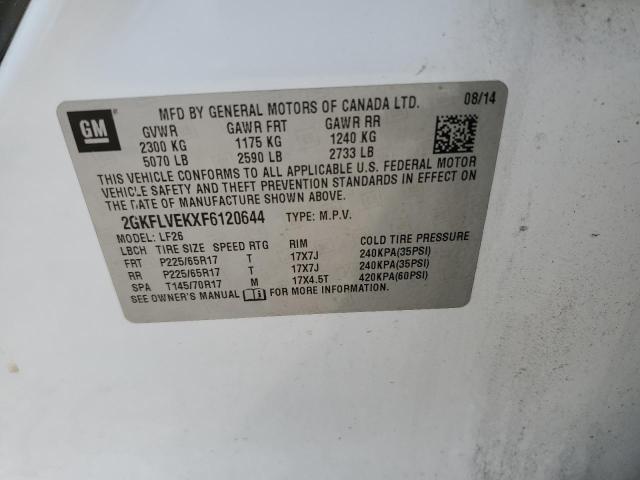 GM
MFD BY GENERAL MOTORS OF CANADA LTD. 08/14
GVWR GAWR FRT GAWR RR
2300 KG 1175 KG 1240 KG
5070 LB 2590 LB 2733 LB
THIS VEHICLE CONFORMS TO ALL APPLICABLE U.S. FEDERAL MOTOR
VEHICLE SAFETY AND THEFT PREVENTION STANDARDS IN EFFECT ON
THE DATE OF MANUFACTURE SHOWN ABOVE.
2GKFLVEKXF6120644 TYPE: M.P.V.
MODEL: LF26
LBCH TIRE SIZE SPEED RTG RIM COLD TIRE PRESSURE
FRT P225/65R17 T 17X7J 240KPA(35PSI)
RR P225/65R17 T 17X7J 240KPA(35PSI)
SPA T145/70R17 M 17X4.5T 420KPA(60PSI)
SEE OWNER'S MANUAL FOR MORE INFORMATION.